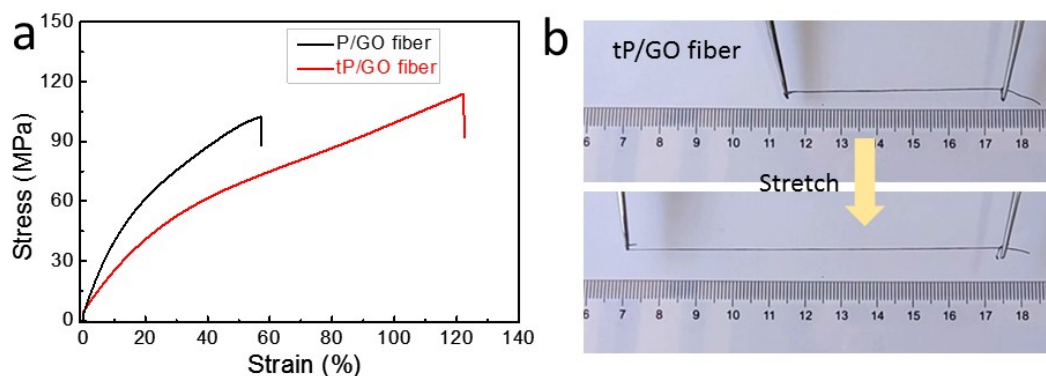 a
150
120
90
60
30
0
Stress (MPa)
P/GO fiber
tP/GO fiber
0 20 40 60 80 100 120 140
Strain (%)
b
tP/GO fiber
6 7 8 9 10 11 12 13 14 15 16 17 18
Stretch
6 7 8 9 10 11 12 13 14 15 16 17 18